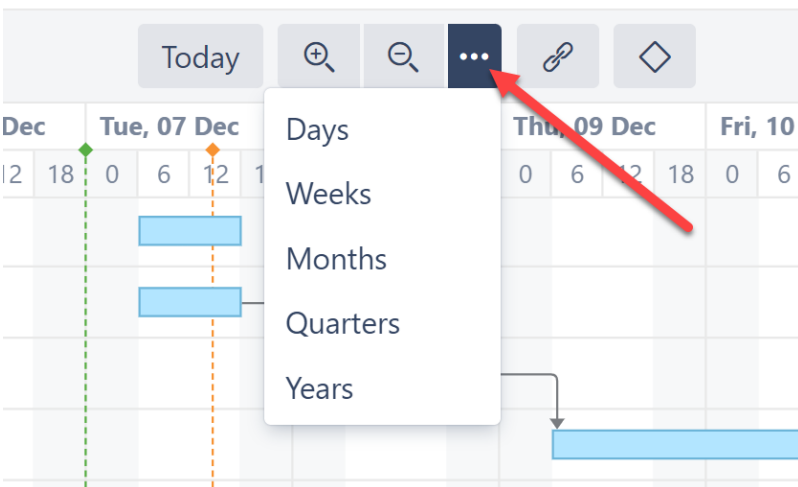 Today
Dec Tue, 07 Dec Thu, 09 Dec Fri, 10
12 18 0 6 12 1 0 6 12 18 0 6
Days
Weeks
Months
Quarters
Years